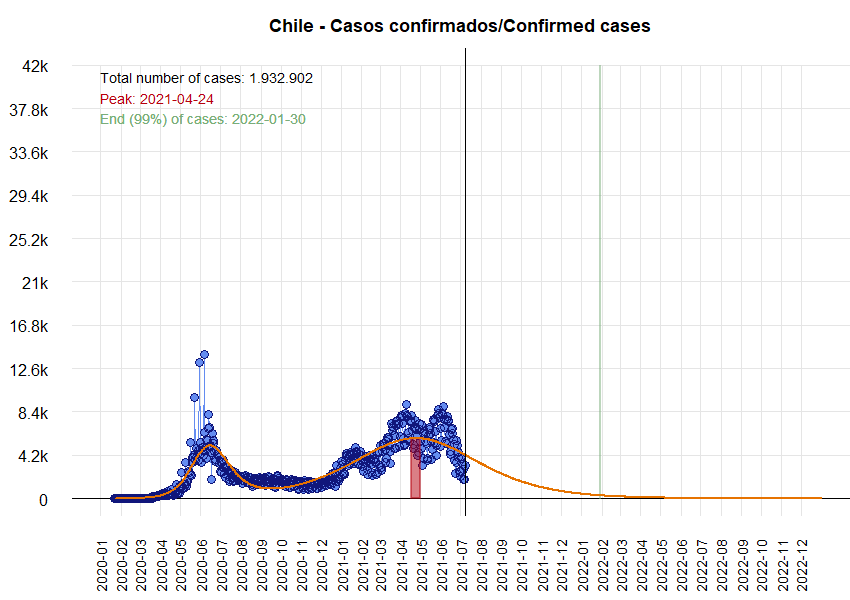 Chile - Casos confirmados/Confirmed cases
42k
37.8k
33.6k
29.4k
25.2k
21k
16.8k
12.6k
8.4k
4.2k
0
Total number of cases: 1.932.902
Peak: 2021-04-24
End (99%) of cases: 2022-01-30
2020-01
2020-02
2020-03
2020-04
2020-05
2020-06
2020-07
2020-08
2020-09
2020-10
2020-11
2020-12
2021-01
2021-02
2021-03
2021-04
2021-05
2021-06
2021-07
2021-08
2021-09
2021-10
2021-11
2021-12
2022-01
2022-02
2022-03
2022-04
2022-05
2022-06
2022-07
2022-08
2022-09
2022-10
2022-11
2022-12